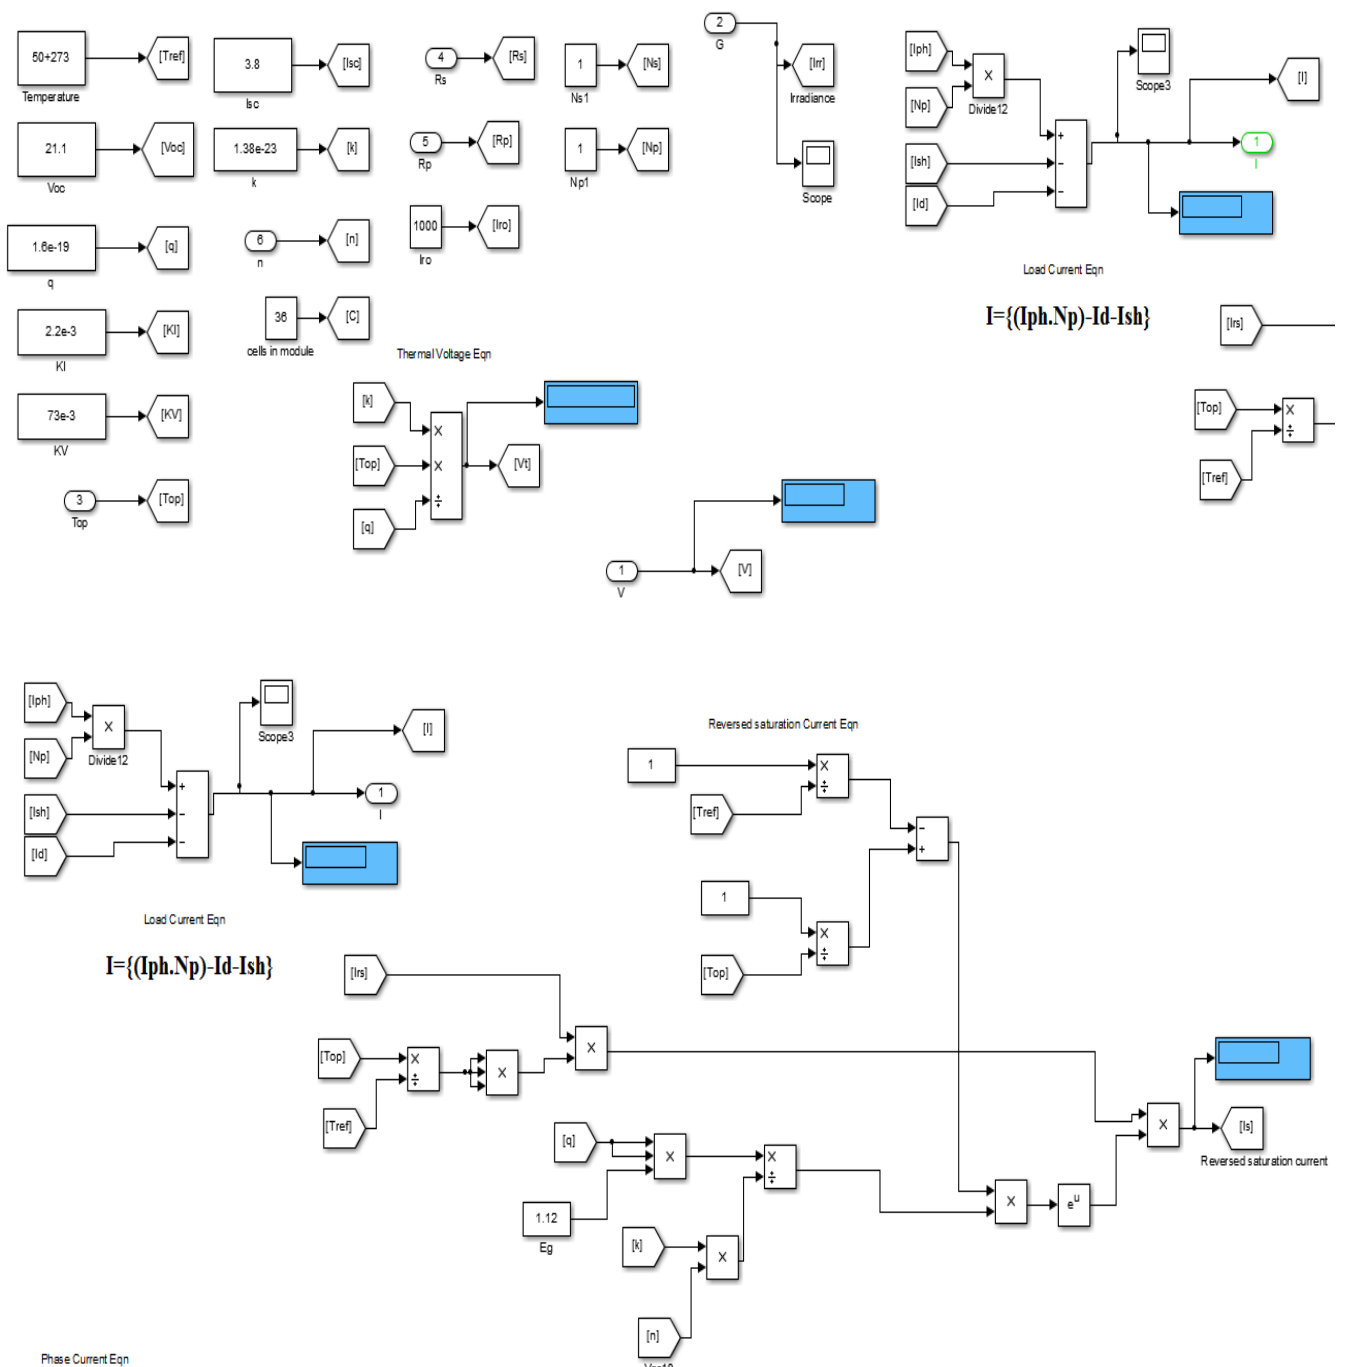 50+273
Temperature
[Tref]
3.8
Isc
[Isc]
4
Rs
[Rs]
1
Ns1
[Ns]
2
G
[Irr]
Irradiance
Scope
[Iph]
[Np]
X
Divide12
[Ish]
[Id]
+
−
−
Scope3
[I]
1
I
Load Current Eqn
I={(Iph.Np)-Id-Ish}
21.1
Voc
[Voc]
1.38e-23
k
[k]
5
Rp
[Rp]
1
Np1
[Np]
1.6e-19
q
[q]
6
n
[n]
1000
Iro
[Iro]
2.2e-3
KI
[KI]
36
cells in module
[C]
73e-3
KV
[KV]
3
Top
[Top]
Thermal Voltage Eqn
[k]
[Top]
[q]
X
X
÷
[Vt]
1
V
[V]
[Irs]
[Top]
[Tref]
X
÷
[Iph]
[Np]
X
Divide12
[Ish]
[Id]
+
−
−
Scope3
[I]
1
I
Load Current Eqn
I={(Iph.Np)-Id-Ish}
Reversed saturation Current Eqn
1
[Tref]
X
÷
1
[Top]
X
÷
−
+
[Irs]
[Top]
[Tref]
X
÷
X
X
[q]
1.12
Eg
X
[k]
[n]
X
X
÷
X
e^u
X
[Is]
Reversed saturation current
Phase Current Eqn